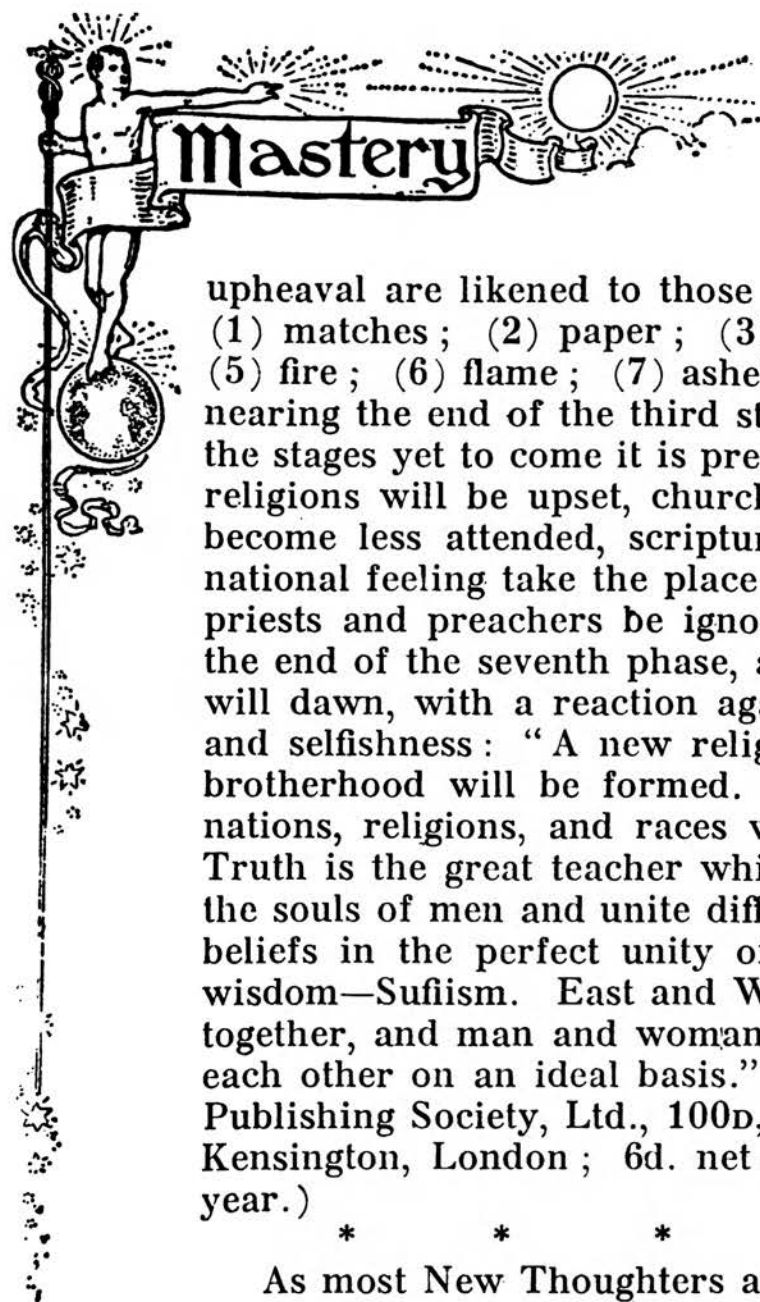 Mastery
upheaval are likened to those
(1) matches ; (2) paper ; (3
(5) fire ; (6) flame ; (7) ashe
nearing the end of the third st
the stages yet to come it is pre
religions will be upset, church
become less attended, scriptur
national feeling take the place
priests and preachers be igno
the end of the seventh phase, a
will dawn, with a reaction aga
and selfishness : “ A new relig
brotherhood will be formed.
nations, religions, and races v
Truth is the great teacher whi
the souls of men and unite diff
beliefs in the perfect unity o
wisdom—Sufiism. East and W
together, and man and woman
each other on an ideal basis.”
Publishing Society, Ltd., 100D,
Kensington, London ; 6d. net
year.)
* * *
As most New Thoughters a